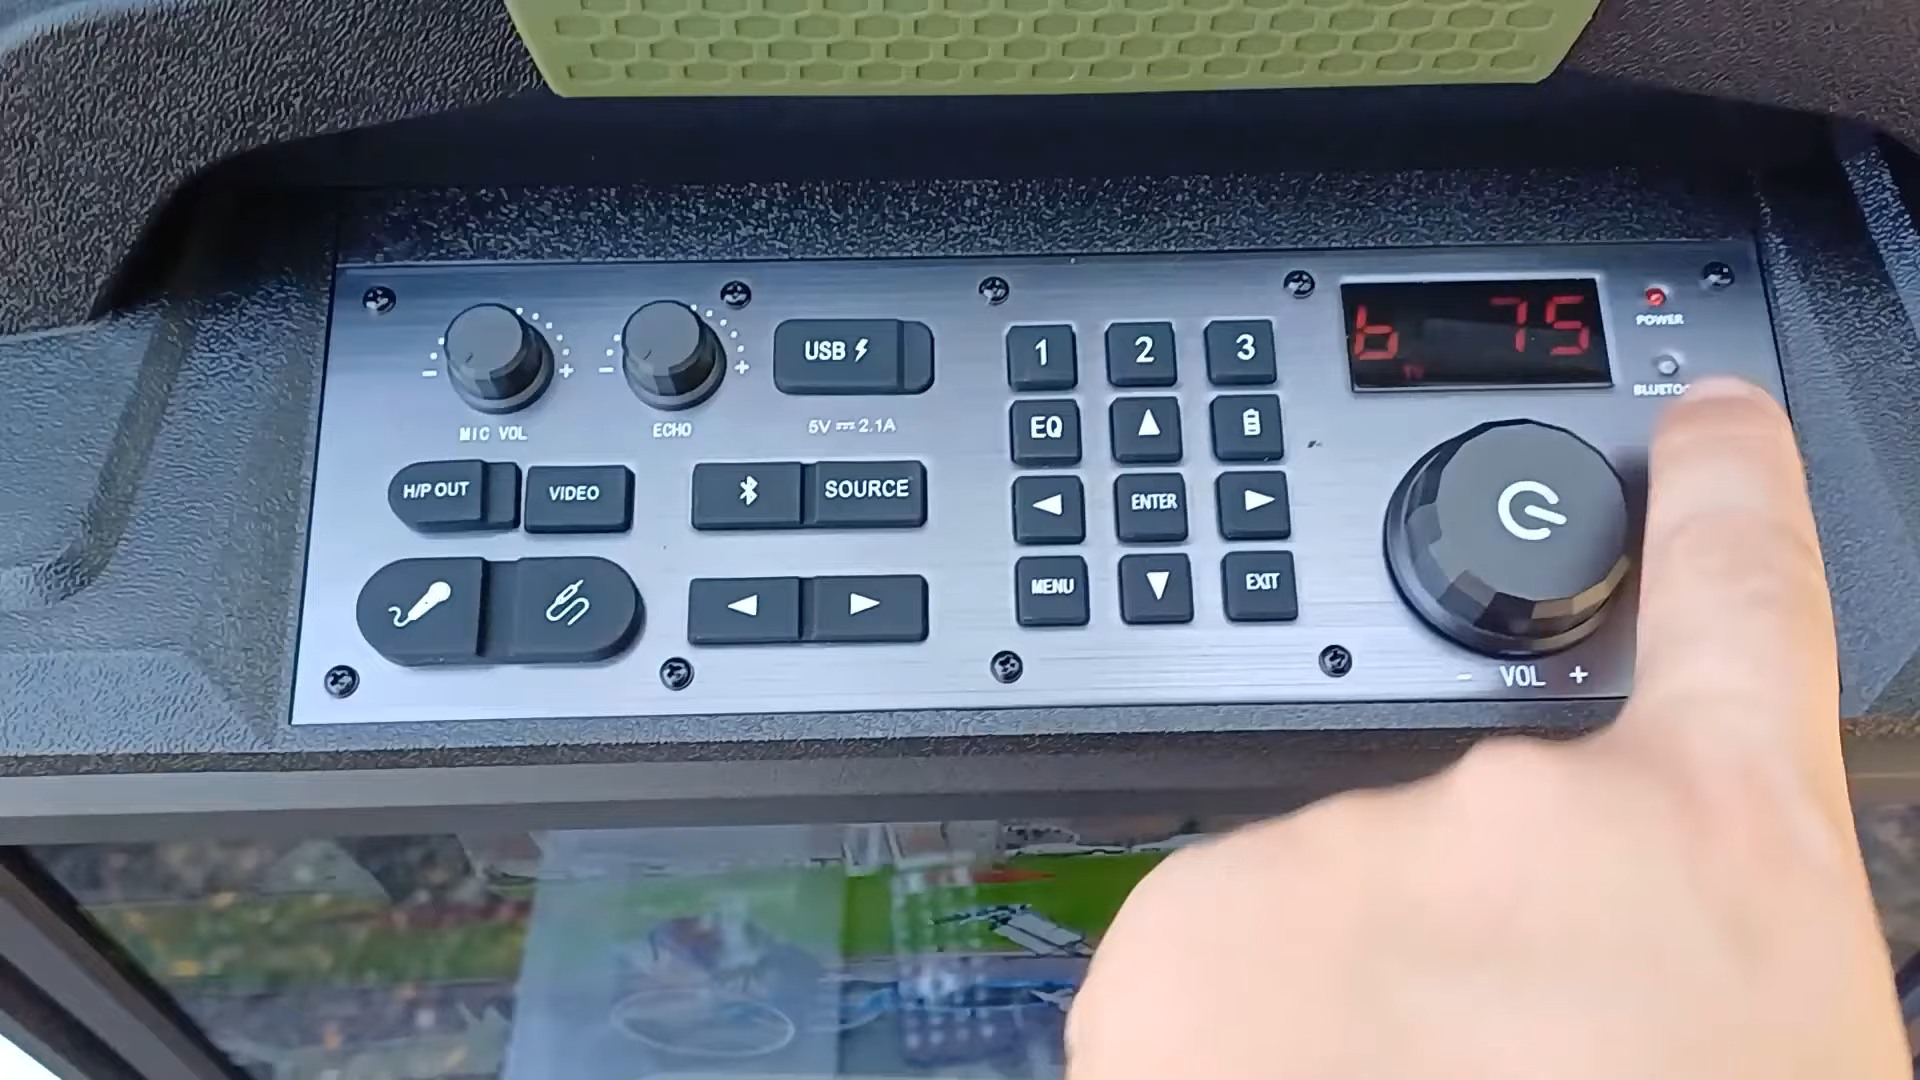 MIC VOL
ECHO
USB
5V 2.1A
H/P OUT
VIDEO
SOURCE
1
2
3
EQ
ENTER
MENU
EXIT
b 75
POWER
BLUETOO
- VOL +